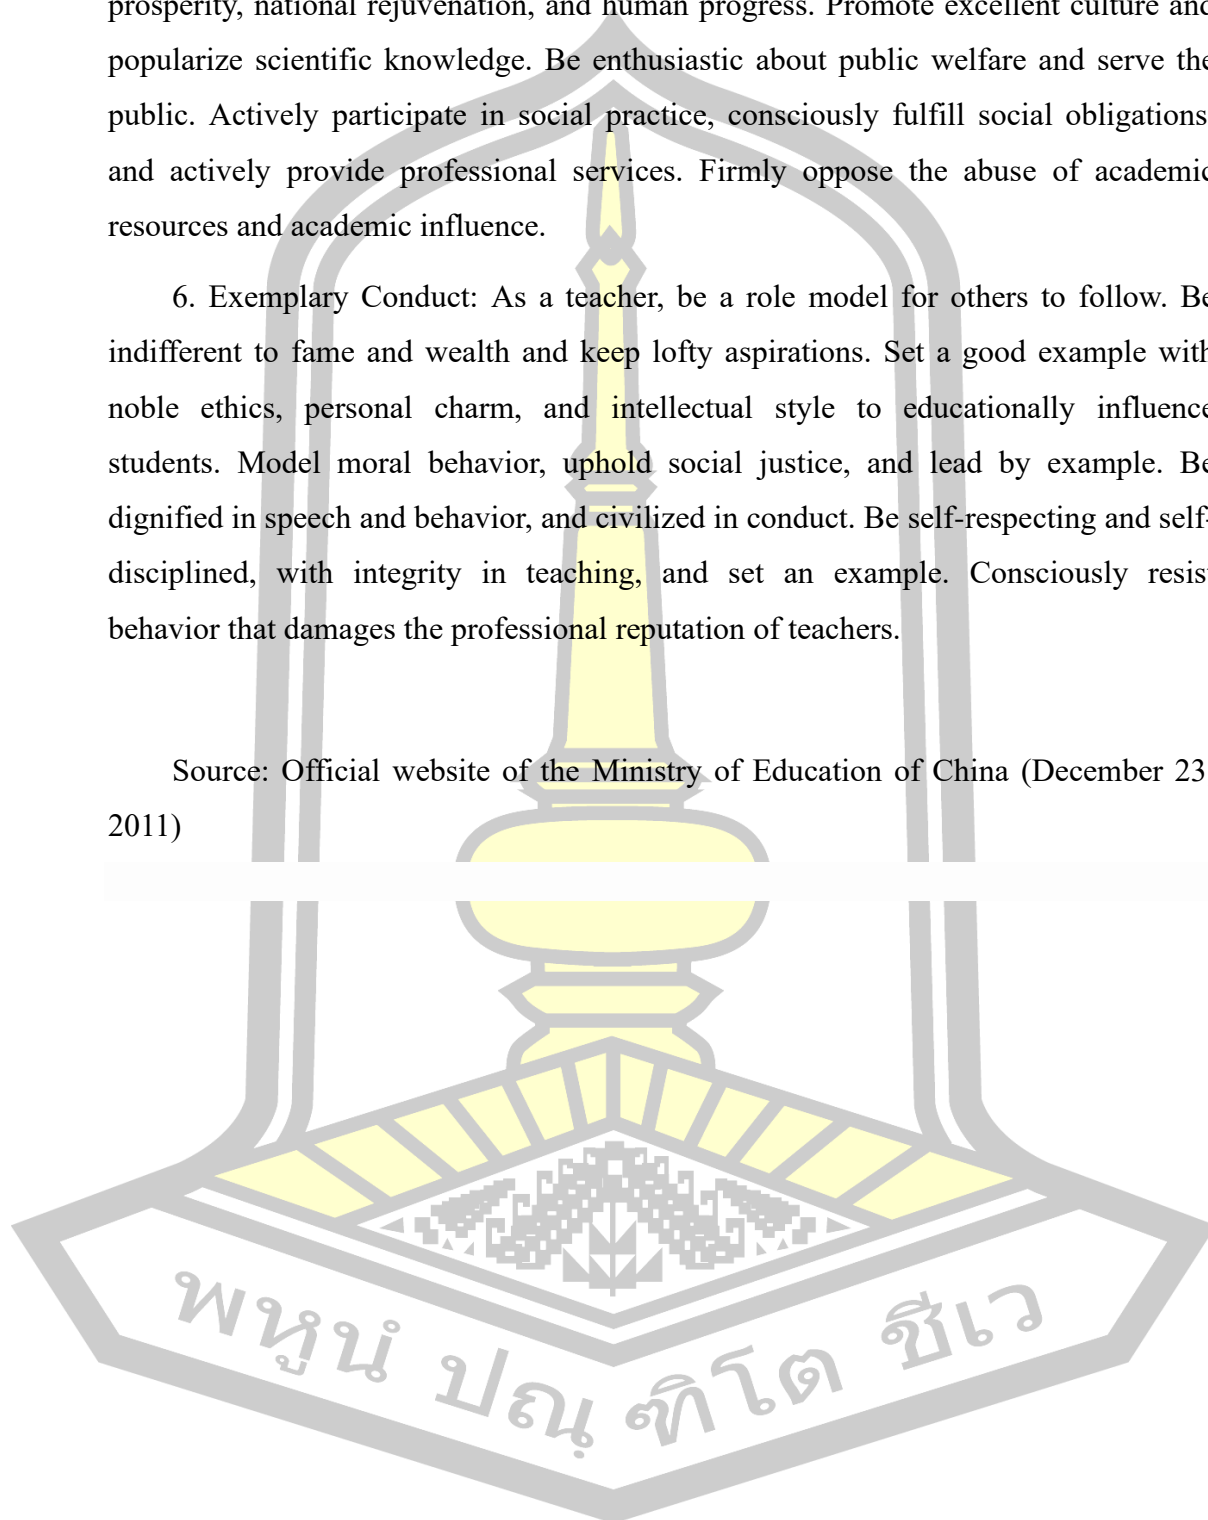 prosperity, national rejuvenation, and human progress. Promote excellent culture and
popularize scientific knowledge. Be enthusiastic about public welfare and serve the
public. Actively participate in social practice, consciously fulfill social obligations,
and actively provide professional services. Firmly oppose the abuse of academic
resources and academic influence.
6. Exemplary Conduct: As a teacher, be a role model for others to follow. Be
indifferent to fame and wealth and keep lofty aspirations. Set a good example with
noble ethics, personal charm, and intellectual style to educationally influence
students. Model moral behavior, uphold social justice, and lead by example. Be
dignified in speech and behavior, and civilized in conduct. Be self-respecting and self-
disciplined, with integrity in teaching, and set an example. Consciously resist
behavior that damages the professional reputation of teachers.
Source: Official website of the Ministry of Education of China (December 23,
2011)
พหูนํ ปณฺฑิโต ชีเว